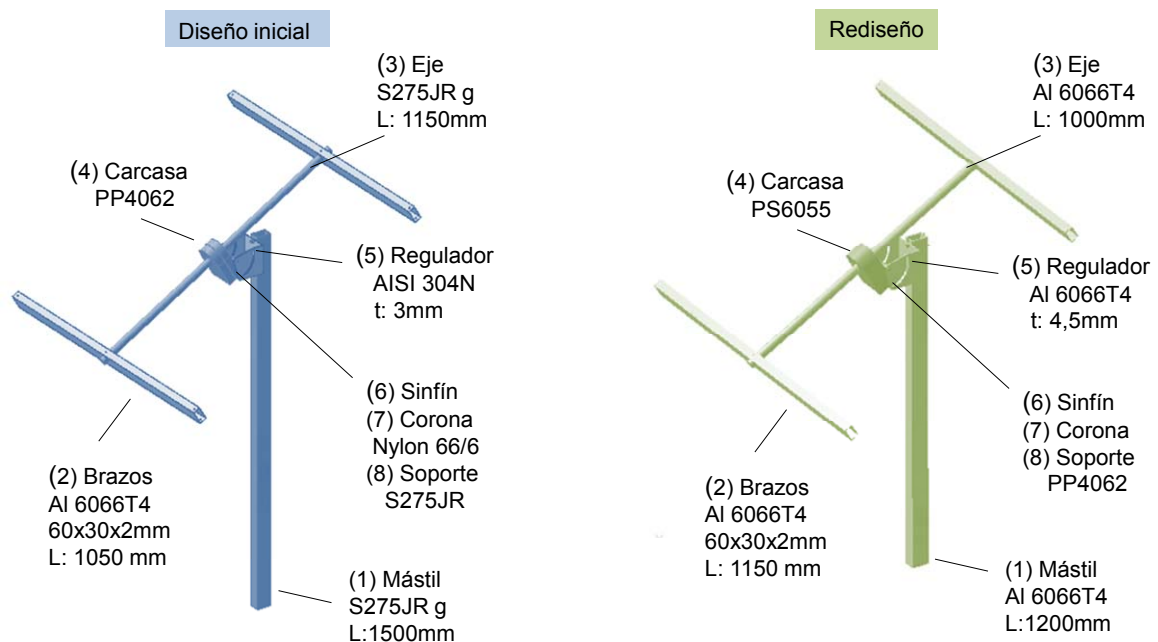 Diseño inicial
(3) Eje
S275JR g
L: 1150mm
(4) Carcasa
PP4062
(5) Regulador
AISI 304N
t: 3mm
(6) Sinfín
(7) Corona
Nylon 66/6
(8) Soporte
S275JR
(2) Brazos
Al 6066T4
60x30x2mm
L: 1050 mm
(1) Mástil
S275JR g
L:1500mm
Rediseño
(3) Eje
Al 6066T4
L: 1000mm
(4) Carcasa
PS6055
(5) Regulador
Al 6066T4
t: 4,5mm
(6) Sinfín
(7) Corona
(8) Soporte
PP4062
(2) Brazos
Al 6066T4
60x30x2mm
L: 1150 mm
(1) Mástil
Al 6066T4
L:1200mm